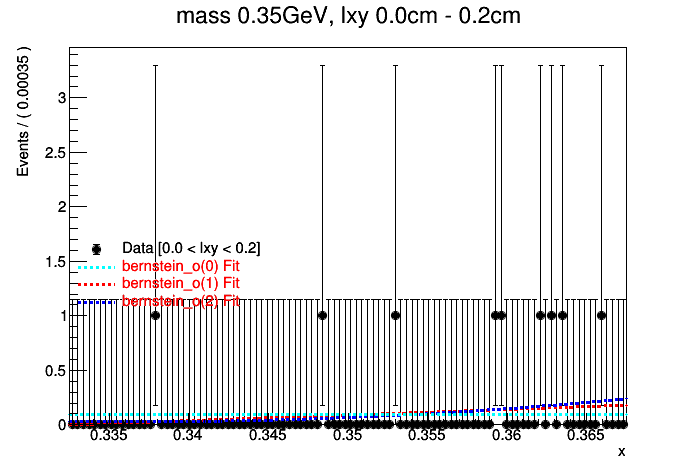 mass 0.35GeV, lxy 0.0cm - 0.2cm
Events / ( 0.00035 )
3
2.5
2
1.5
1
0.5
0
Data [0.0 < lxy < 0.2]
bernstein_o(0) Fit
bernstein_o(1) Fit
bernstein_o(2) Fit
0.335 0.34 0.345 0.35 0.355 0.36 0.365
x